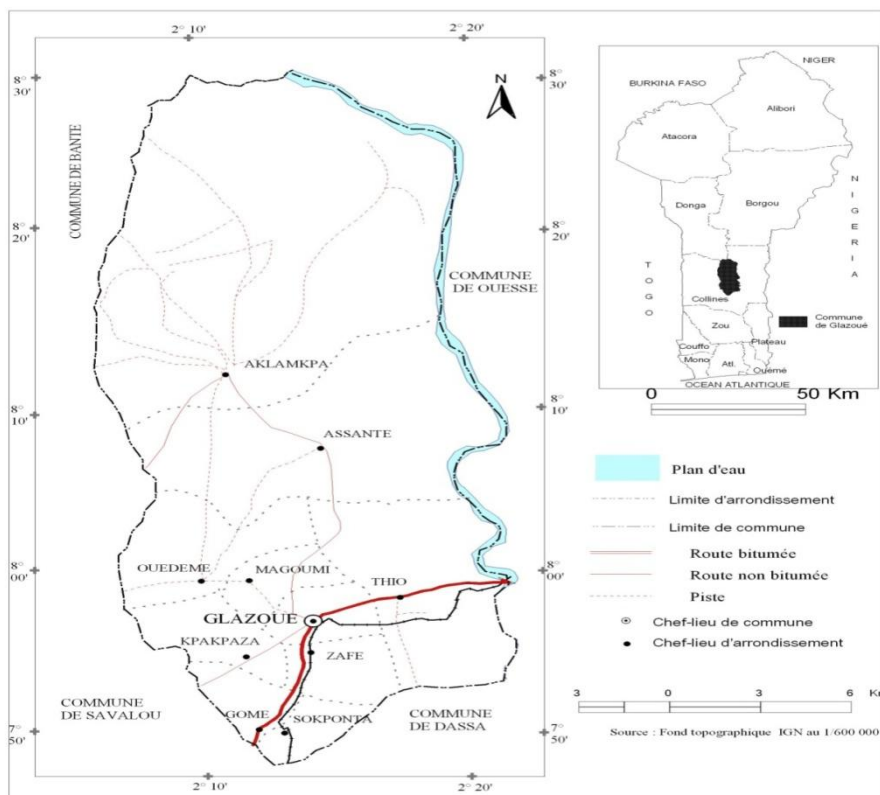 2° 10'
2° 20'
8° 30'
8° 30'
N
COMMUNE DE BANTE
8° 20'
8° 20'
COMMUNE
DE OUESSE
AKLAMKPA
8° 10'
8° 10'
ASSANTE
OUEDEME
MAGOUMI
8° 00'
8° 00'
THIO
GLAZOUE
KPAKPAZA
ZAFE
COMMUNE
DE SAVALOU
GOME
SOKPONTA
COMMUNE
DE DASSA
7° 50'
7° 50'
2° 10'
2° 20'
NIGER
BURKINA FASO
Alibori
Atacora
NIGERIA
Donga
Borgou
TOGO
Collines
Commune
de Glazoué
Zou
Plateau
Couffo
Mono
Atl.
Ouémé
OCEAN ATLANTIQUE
0 50 Km
Plan d'eau
Limite d'arrondissement
Limite de commune
Route bitumée
Route non bitumée
Piste
Chef-lieu de commune
Chef-lieu d'arrondissement
3 0 3 6 Km
Source : Fond topographique IGN au 1/600 000